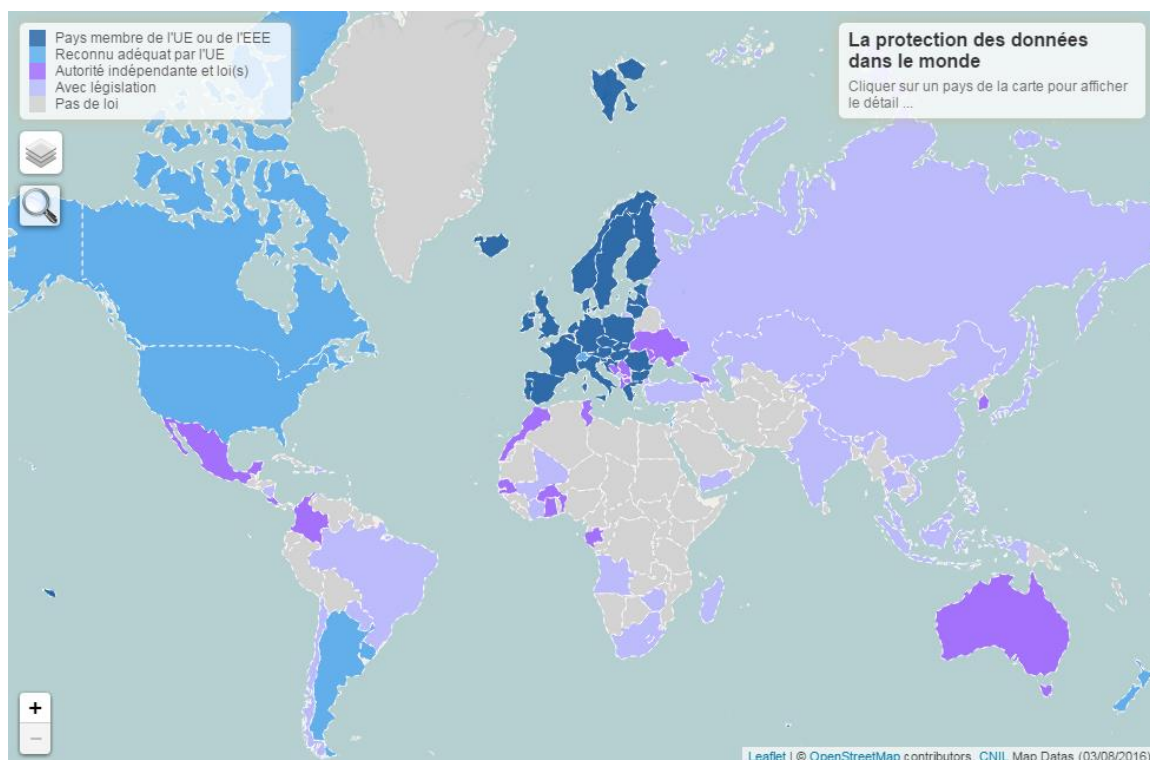 Pays membre de l'UE ou de l'EEE
Reconnu adéquat par l'UE
Autorité indépendante et loi(s)
Avec législation
Pas de loi
La protection des données
dans le monde
Cliquer sur un pays de la carte pour afficher
le détail ...
+
−
Leaflet | © OpenStreetMap contributors, CNIL Map Datas (03/08/2016)